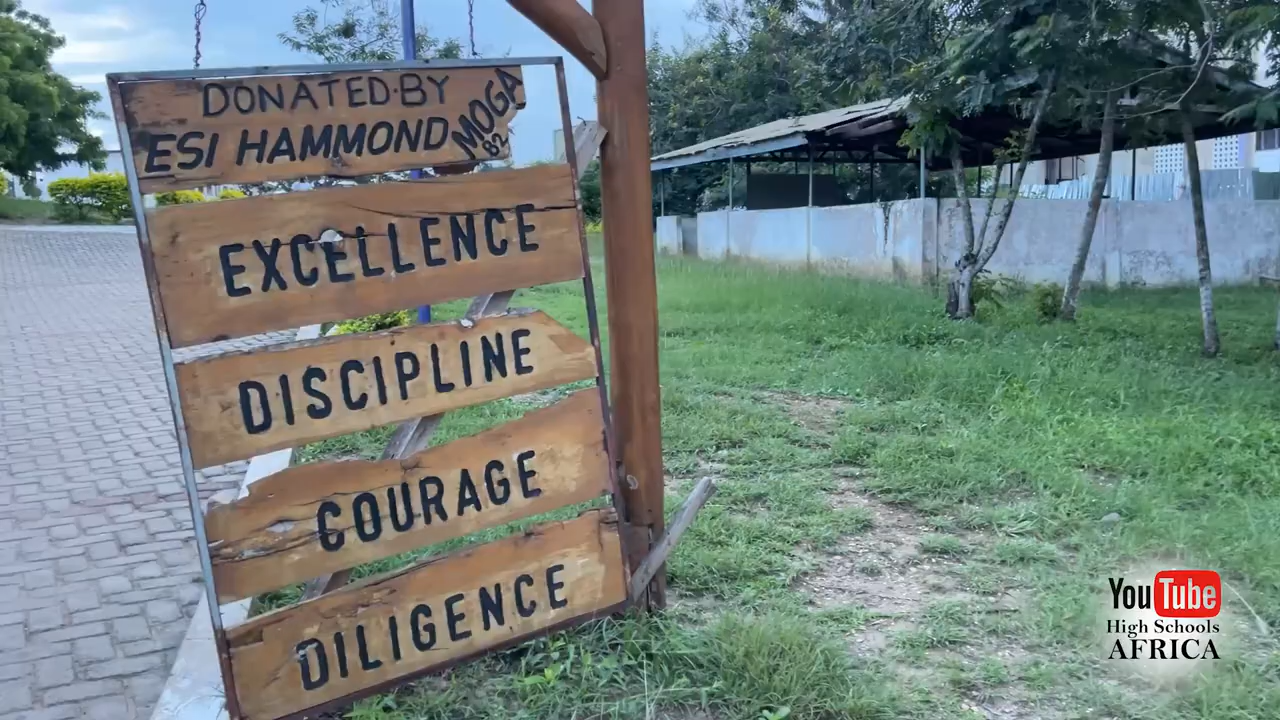 DONATED·BY
ESI HAMMOND MOGA
82
EXCELLENCE
DISCIPLINE
COURAGE
DILIGENCE
YouTube
High Schools
AFRICA